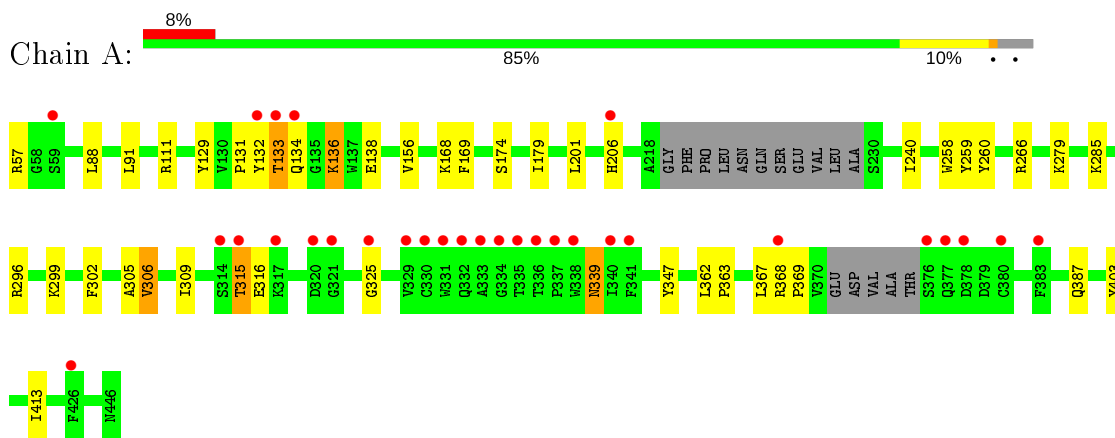 8%
Chain A:
85% 10% • •
R57 G58 S59 L88 L91 R111 Y129 V130 P131 Y132 T133 Q134 G135 K136 W137 E138 V156 K168 F169 S174 I179 L201 H206 A218 GLY PHE PRO LEU ASN GLN SER GLU VAL LEU ALA S230 I240 W258 Y259 Y260 R266 K279 K285
R296 K299 F302 A305 V306 I309 S314 T315 E316 K317 D320 G321 G325 V329 C330 W331 Q332 A333 G334 T335 T336 P337 W338 N339 I340 F341 Y347 L362 P363 L367 R368 P369 V370 GLU ASP VAL ALA THR S376 Q377 D378 D379 C380 F383 Q387 Y403
I413 F426 N446